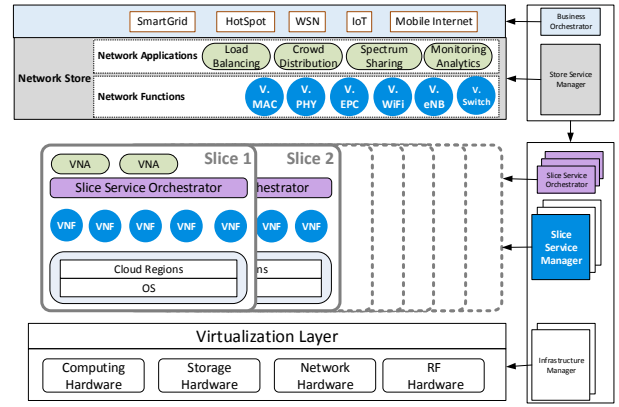 SmartGrid
HotSpot
WSN
IoT
Mobile Internet
Business
Orchestrator
Network Store
Network Applications
Load
Balancing
Crowd
Distribution
Spectrum
Sharing
Monitoring
Analytics
Network Functions
V.
MAC
V.
PHY
V.
EPC
V.
WiFi
V.
eNB
V.
Switch
Store Service
Manager
Slice 1
Slice 2
VNA
VNA
Slice Service Orchestrator
hestrator
VNF
VNF
VNF
VNF
VNF
VNF
VNF
Cloud Regions
ns
OS
Slice Service
Orchestrator
Slice
Service
Manager
Virtualization Layer
Computing
Hardware
Storage
Hardware
Network
Hardware
RF
Hardware
Infrastructure
Manager